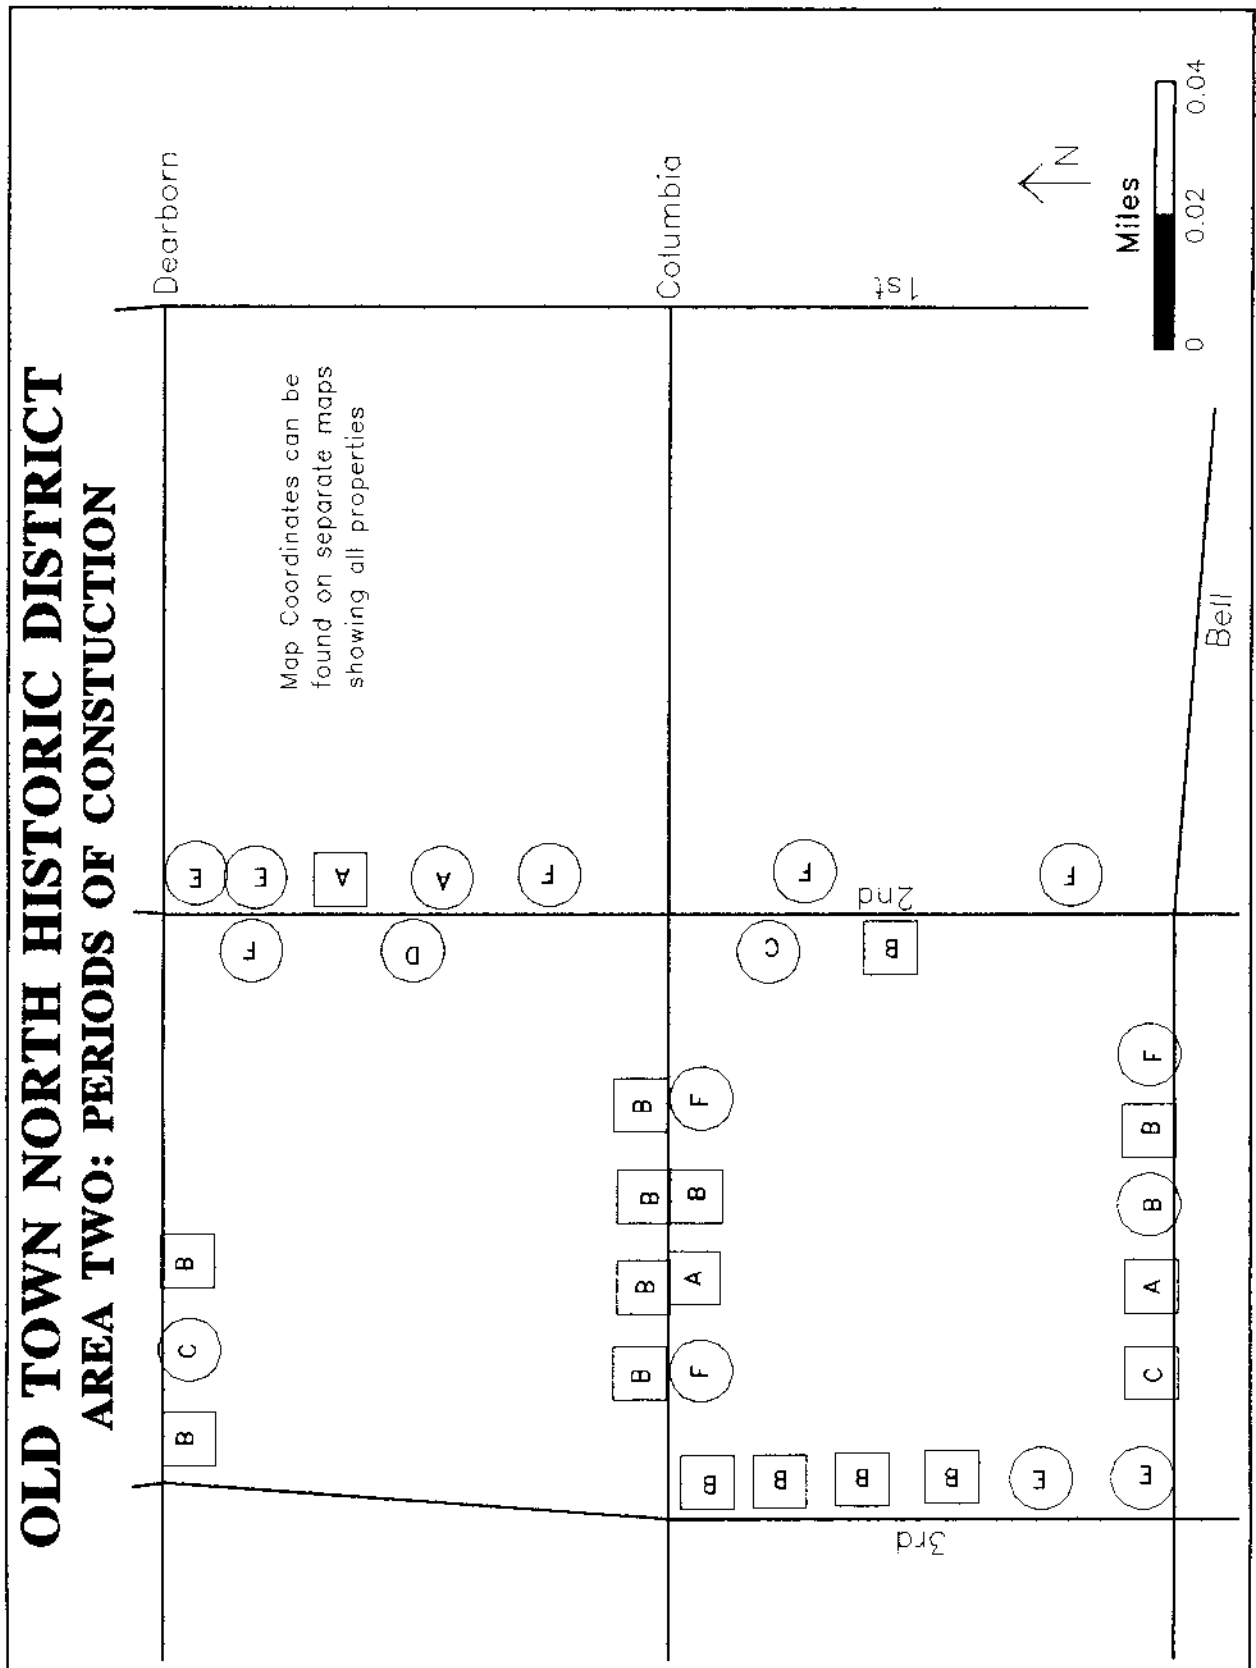 OLD TOWN NORTH HISTORIC DISTRICT
AREA TWO: PERIODS OF CONSTUCTION
Dearborn
Map Coordinates can be
found on separate maps
showing all properties
Columbia
1st
N
Miles
0 0.02 0.04
Bell
2nd
3rd
E
E
A
A
F
F
F
F
D
C
B
B
C
B
B
B
B
B
F
A
B
F
B
B
B
B
E
E
C
A
B
B
F